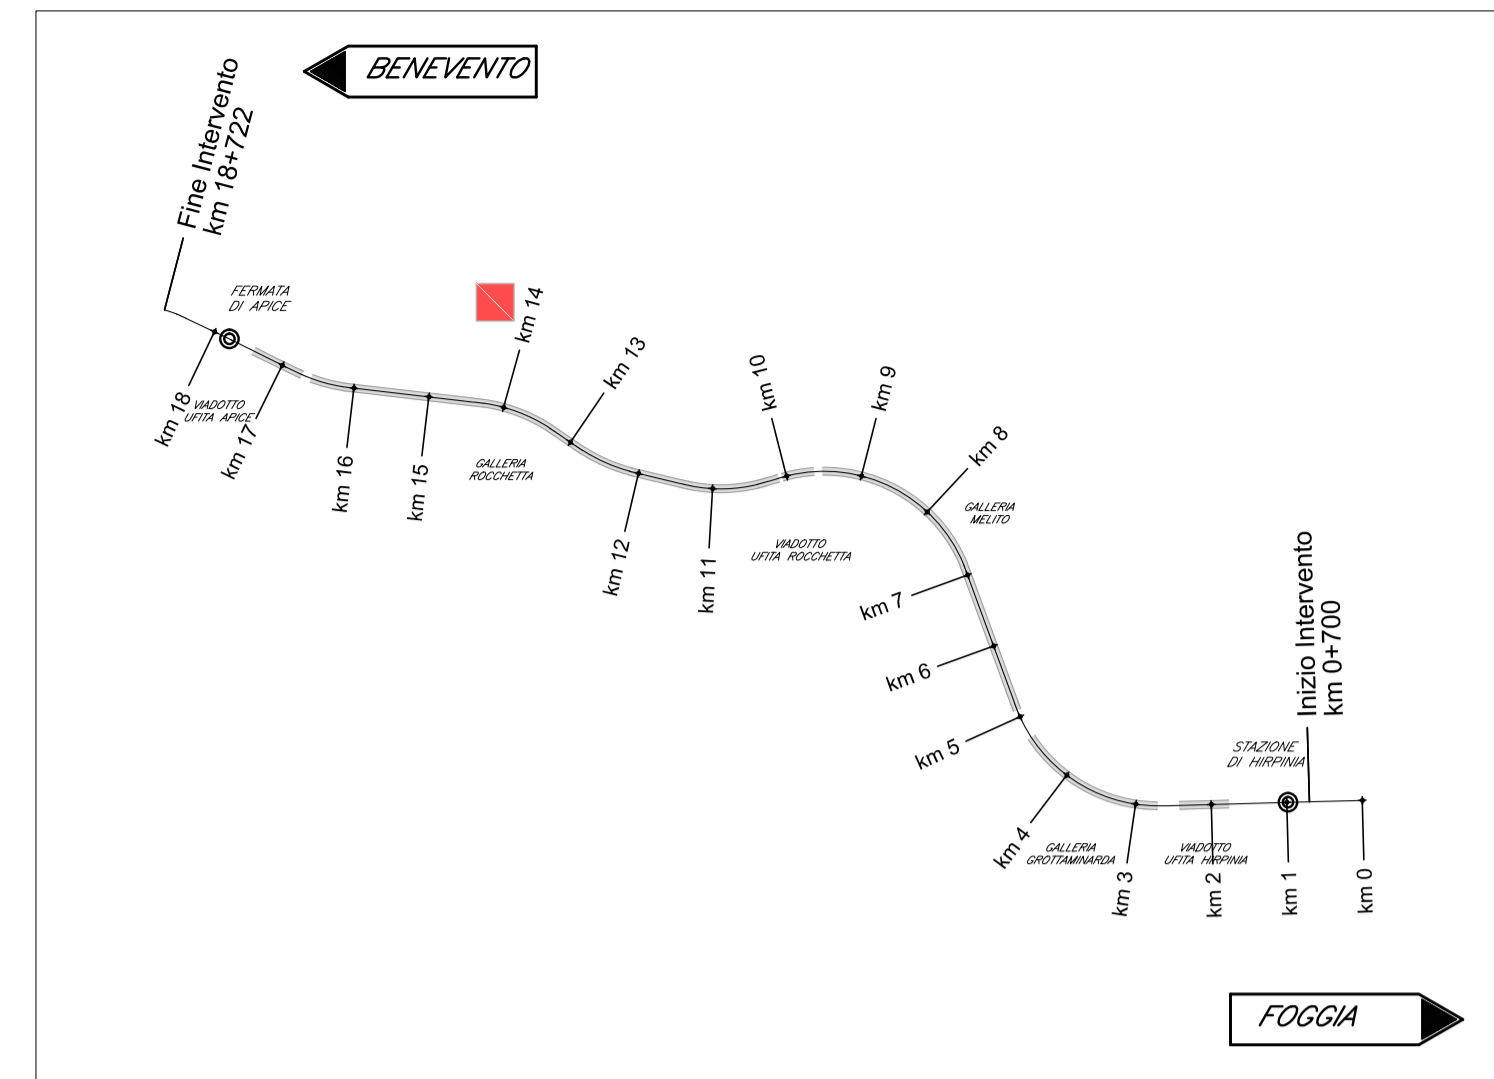 BENEVENTO
Fine Intervento
km 18+722
FERMATA
DI APICE
km 14
km 13
km 10
km 9
km 8
km 18
VIADOTTO
UFITA APICE
km 17
km 16
km 15
GALLERIA
ROCCHETTA
km 12
km 11
VIADOTTO
UFITA ROCCHETTA
GALLERIA
MELITO
km 7
km 6
km 5
Inizio Intervento
km 0+700
STAZIONE
DI HIRPINIA
km 4
GALLERIA
GROTTAMINARDA
km 3
VIADOTTO
UFITA HIRPINIA
km 2
km 1
km 0
FOGGIA